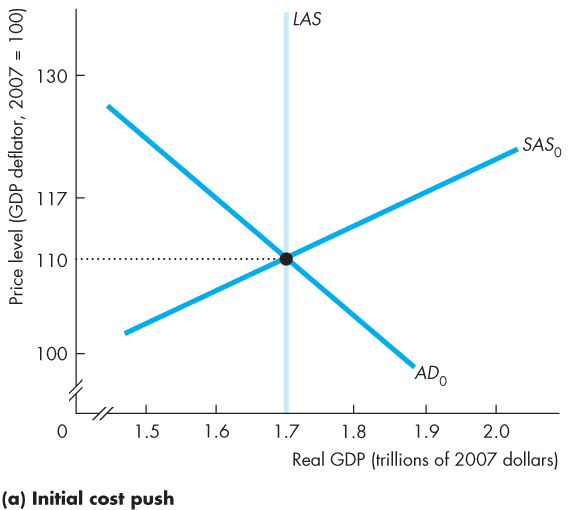 Price level (GDP deflator, 2007 = 100)
LAS
130
SAS0
117
110
100
AD0
0
1.5
1.6
1.7
1.8
1.9
2.0
Real GDP (trillions of 2007 dollars)
(a) Initial cost push